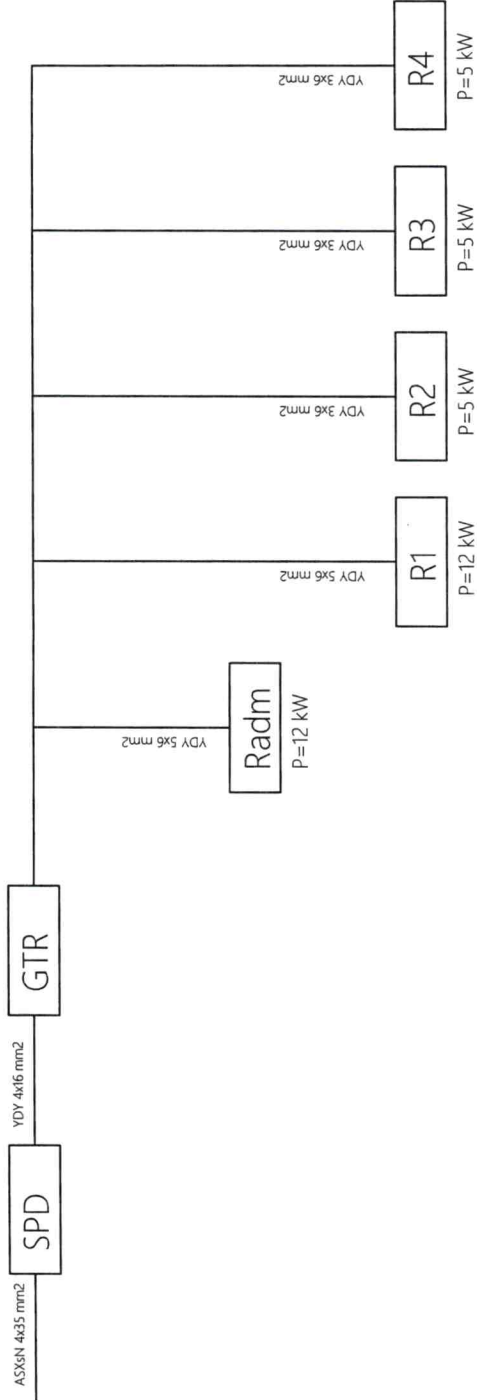 ASXsN 4x35 mm2
SPD
YDY 4x16 mm2
GTR
YDY 5x6 mm2
Radm
P=12 kW
YDY 5x6 mm2
R1
P=12 kW
YDY 3x6 mm2
R2
P=5 kW
YDY 3x6 mm2
R3
P=5 kW
YDY 3x6 mm2
R4
P=5 kW